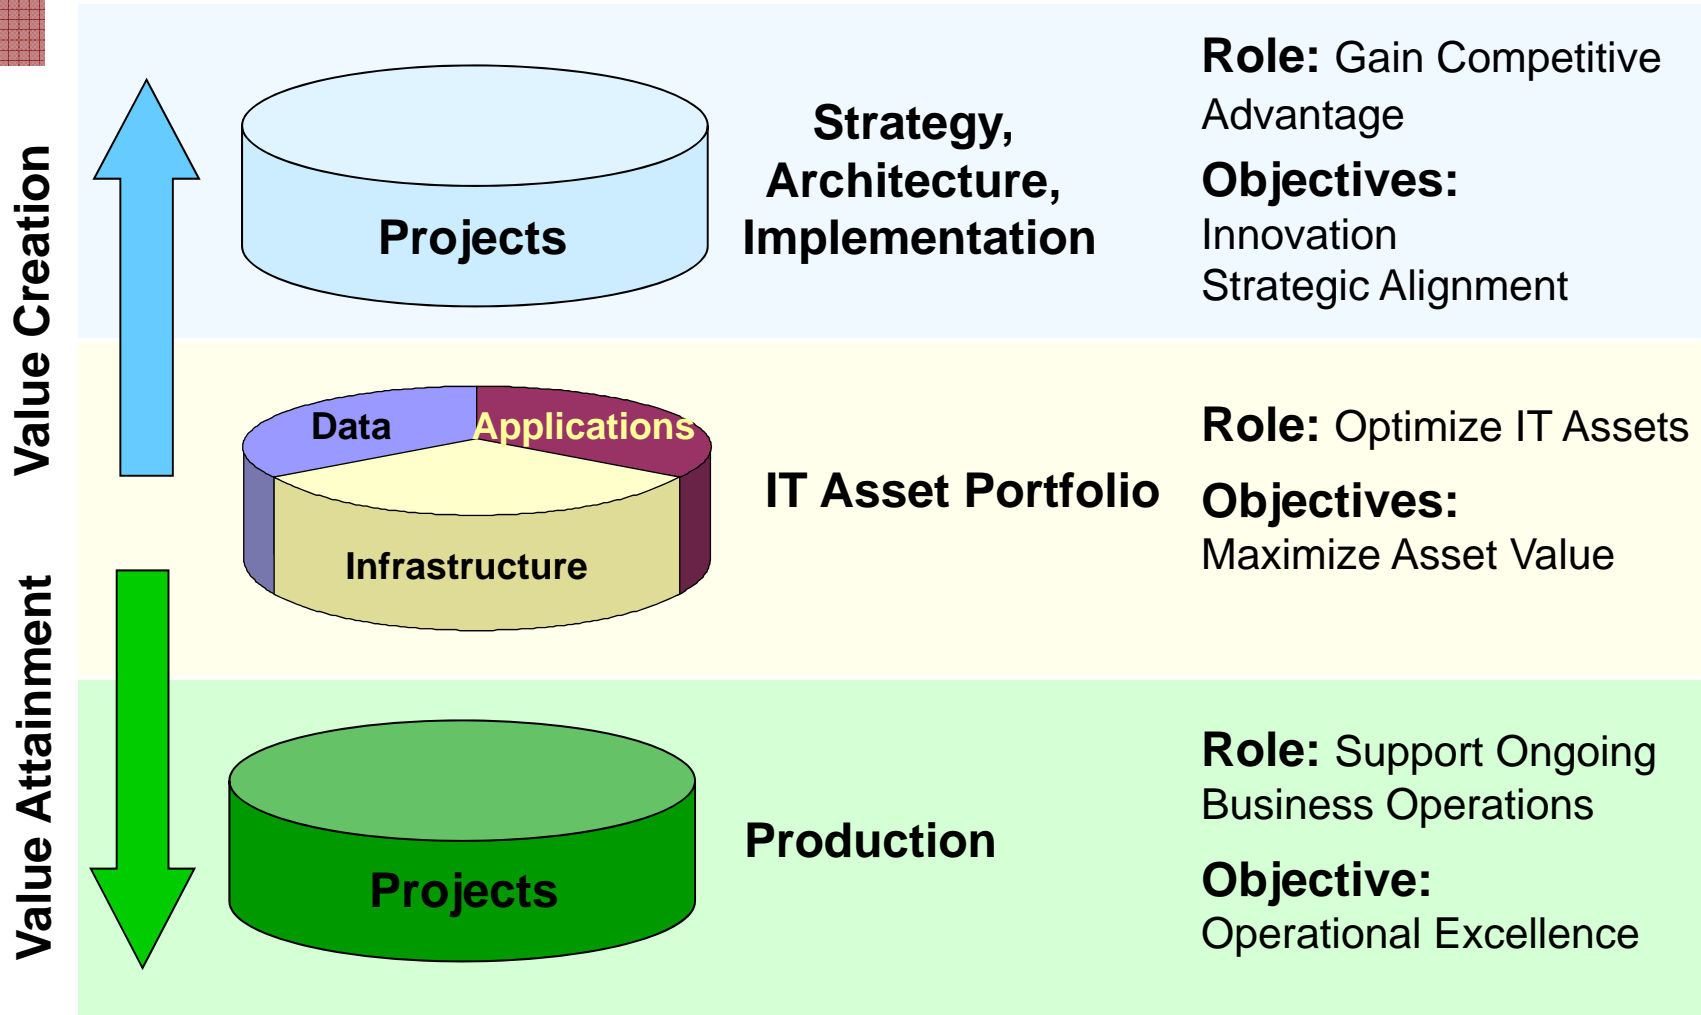 Value Creation
Projects
Strategy,
Architecture,
Implementation
Role: Gain Competitive
Advantage
Objectives:
Innovation
Strategic Alignment
Data
Applications
Infrastructure
IT Asset Portfolio
Role: Optimize IT Assets
Objectives:
Maximize Asset Value
Value Attainment
Projects
Production
Role: Support Ongoing
Business Operations
Objective:
Operational Excellence